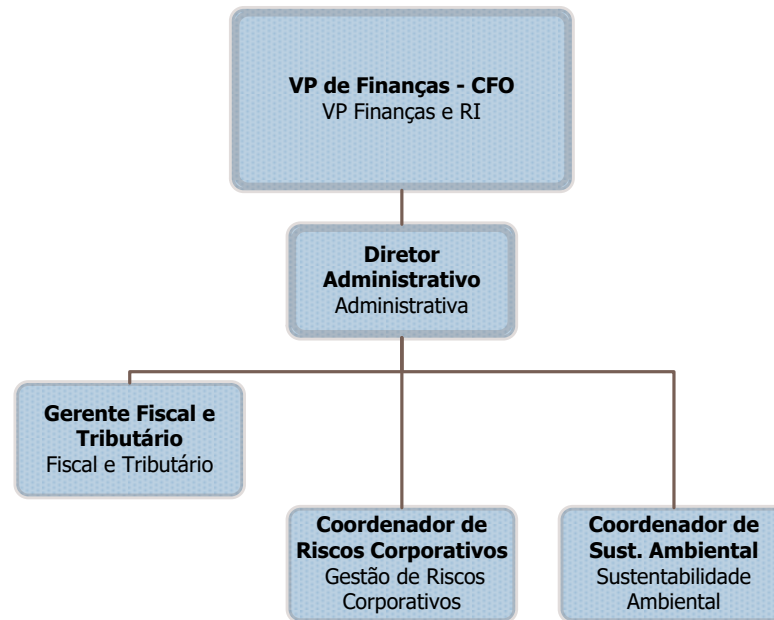 VP de Finanças - CFO
VP Finanças e RI
Diretor
Administrativo
Administrativa
Gerente Fiscal e
Tributário
Fiscal e Tributário
Coordenador de
Riscos Corporativos
Gestão de Riscos
Corporativos
Coordenador de
Sust. Ambiental
Sustentabilidade
Ambiental